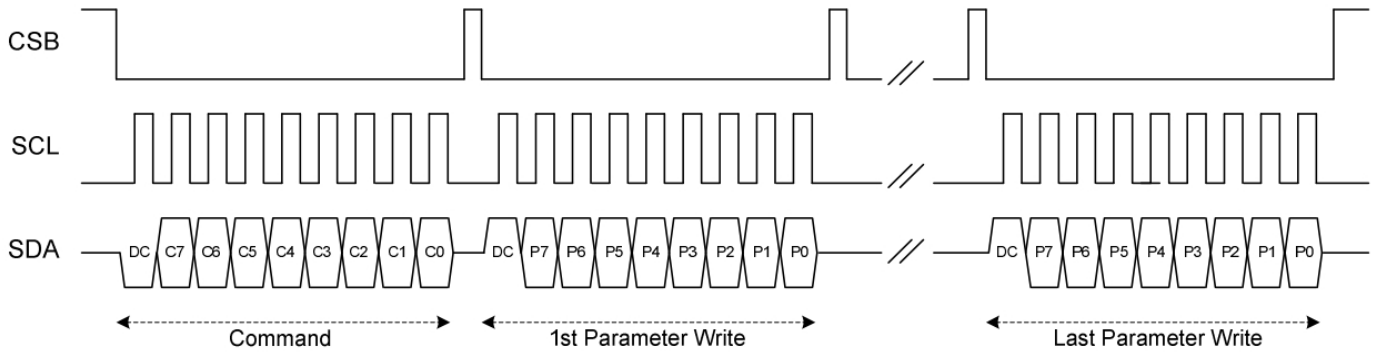 CSB
SCL
SDA DC C7 C6 C5 C4 C3 C2 C1 C0 DC P7 P6 P5 P4 P3 P2 P1 P0 DC P7 P6 P5 P4 P3 P2 P1 P0
Command 1st Parameter Write Last Parameter Write